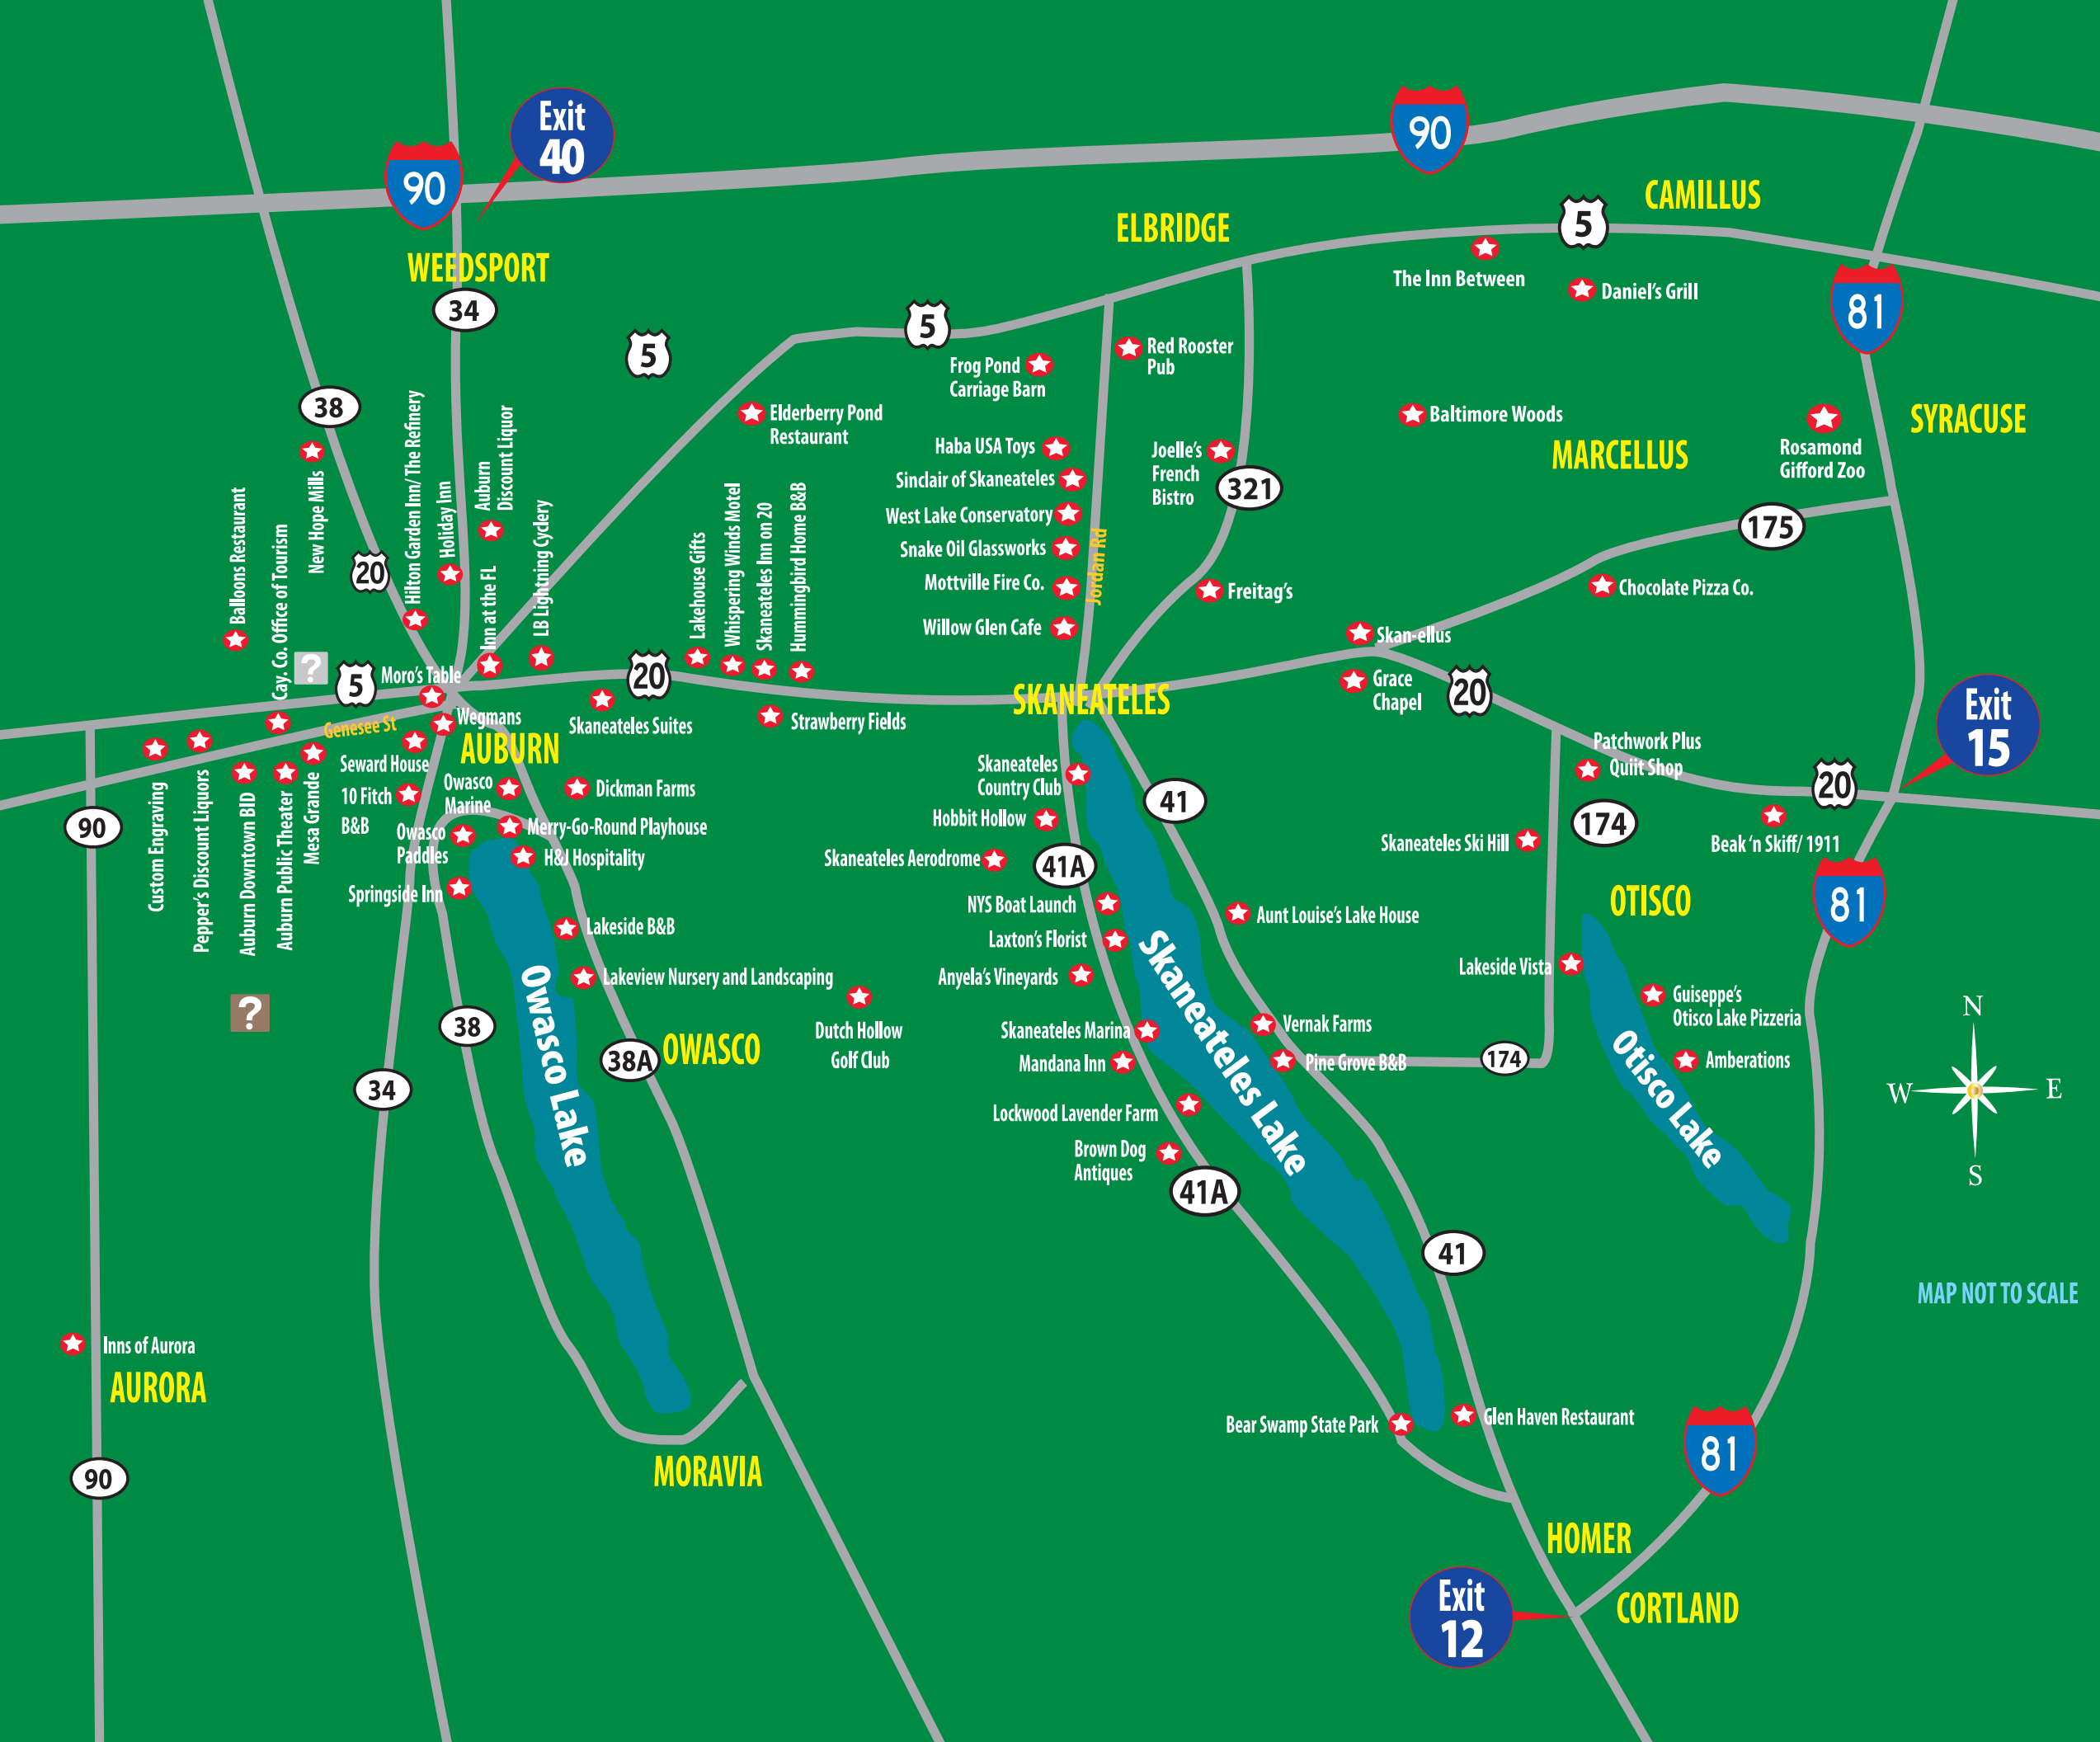 Exit
40
90
90
CAMILLUS
5
ELBRIDGE
WEEDSPORT
The Inn Between
Daniel's Grill
34
81
5
5
Red Rooster
Pub
Frog Pond
Carriage Barn
38
Elderberry Pond
Restaurant
Baltimore Woods
SYRACUSE
MARCELLUS
Rosamond
Gifford Zoo
Haba USA Toys
Joelle's
French
Bistro
Sinclair of Skaneateles
321
West Lake Conservatory
175
Snake Oil Glassworks
Mottville Fire Co.
Jordan Rd
Freitag's
Chocolate Pizza Co.
Willow Glen Cafe
Skan-ellus
Balloons Restaurant
Cay. Co. Office of Tourism
New Hope Mills
20
Hilton Garden Inn/ The Refinery
Holiday Inn
Auburn
Discount Liquor
Inn at the FL
LB Lightning Cyclery
Lakehouse Gifts
Whispering Winds Motel
Skaneateles Inn on 20
Hummingbird Home B&B
?
5
Moro's Table
20
Grace
Chapel
20
SKANEATELES
Exit
15
Genesee St
Wegmans
Skaneateles Suites
Strawberry Fields
AUBURN
Patchwork Plus
Quiit Shop
Seward House
Skaneateles
Country Club
20
10 Fitch
B&B
Owasco
Marine
Dickman Farms
41
90
Custom Engraving
Pepper's Discount Liquors
Auburn Downtown BID
Auburn Public Theater
Mesa Grande
Owasco
Paddles
Merry-Go-Round Playhouse
Hobbit Hollow
174
H&J Hospitality
Skaneateles Aerodrome
41A
Skaneateles Ski Hill
Beak 'n Skiff/ 1911
Springside Inn
NYS Boat Launch
OTISCO
81
Lakeside B&B
Laxton's Florist
Aunt Louise's Lake House
Lakeview Nursery and Landscaping
Anyela's Vineyards
Lakeside Vista
Guiseppe's
Otisco Lake Pizzeria
?
38
Dutch Hollow
Golf Club
Skaneateles Marina
Vernak Farms
N
38A
OWASCO
Mandana Inn
Pine Grove B&B
174
Amberations
34
W
E
Owasco Lake
Skaneateles Lake
Otisco Lake
Lockwood Lavender Farm
Brown Dog
Antiques
S
41A
41
MAP NOT TO SCALE
Inns of Aurora
AURORA
Bear Swamp State Park
Glen Haven Restaurant
81
MORAVIA
90
HOMER
Exit
12
CORTLAND